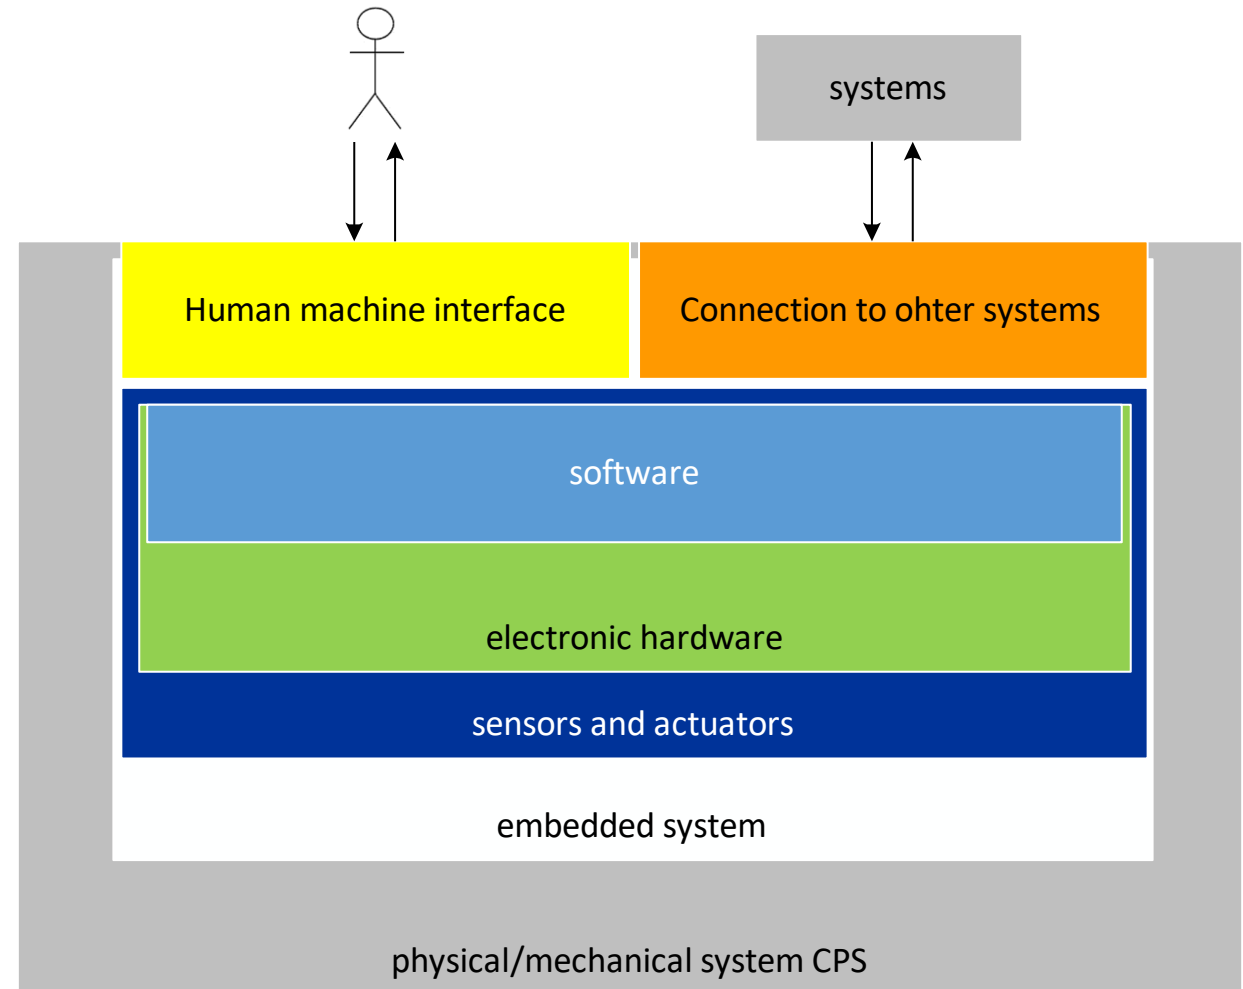 systems
Human machine interface
Connection to ohter systems
software
electronic hardware
sensors and actuators
embedded system
physical/mechanical system CPS